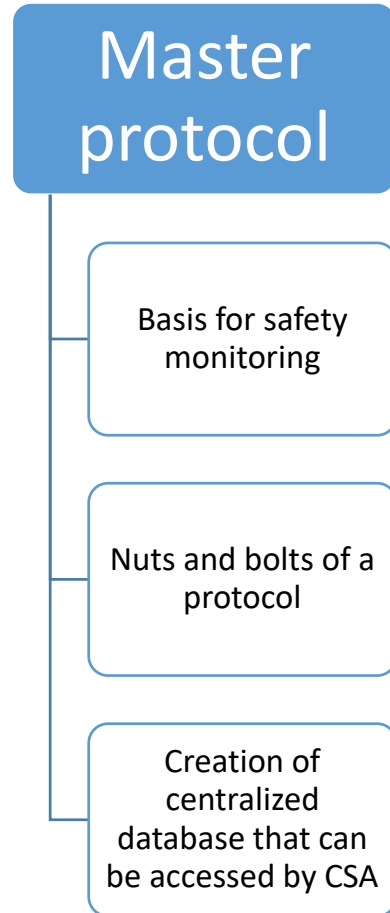 Master
protocol
Basis for safety
monitoring
Nuts and bolts of a
protocol
Creation of
centralized
database that can
be accessed by CSA